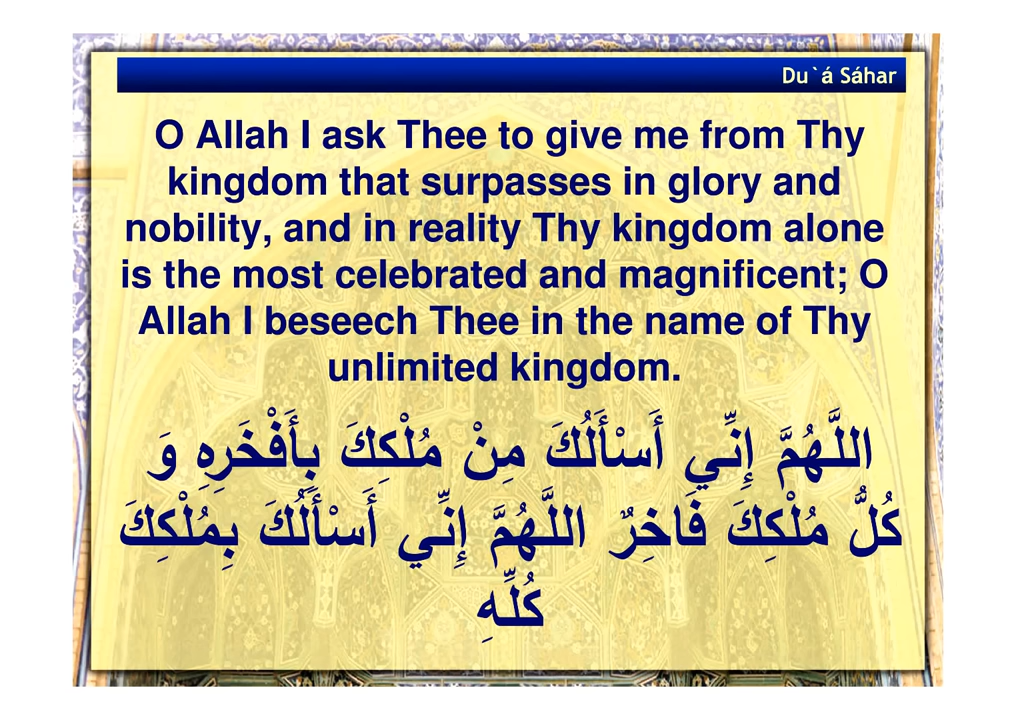 Du`á Sáhar
O Allah I ask Thee to give me from Thy
kingdom that surpasses in glory and
nobility, and in reality Thy kingdom alone
is the most celebrated and magnificent; O
Allah I beseech Thee in the name of Thy
unlimited kingdom.
اللَّهُمَّ إِنِّي أَسْأَلُكَ مِنْ مُلْكِكَ بِأَفْخَرِهِ وَ
كُلُّ مُلْكِكَ فَاخِرٌ اللَّهُمَّ إِنِّي أَسْأَلُكَ بِمُلْكِكَ
كُلِّهِ